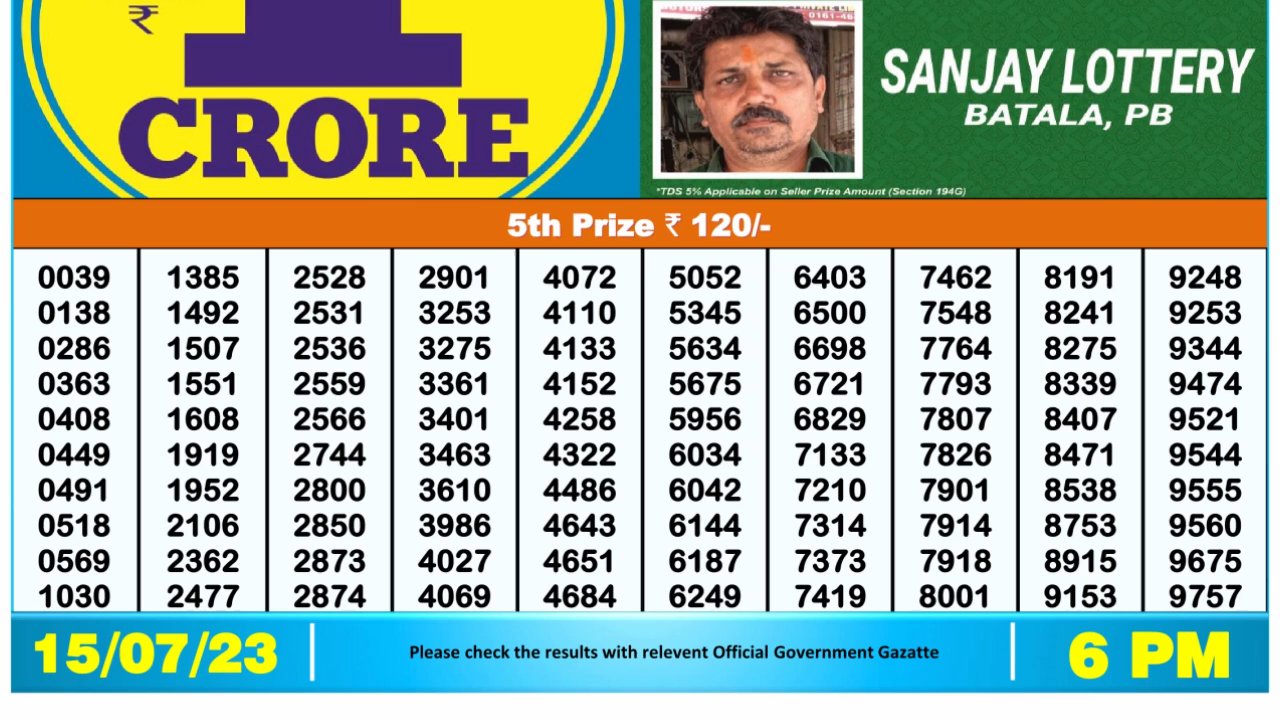 ₹ 1
CRORE
0161-46
SANJAY LOTTERY
BATALA, PB
*TDS 5% Applicable on Seller Prize Amount (Section 194G)
5th Prize ₹ 120/-
0039 1385 2528 2901 4072 5052 6403 7462 8191 9248
0138 1492 2531 3253 4110 5345 6500 7548 8241 9253
0286 1507 2536 3275 4133 5634 6698 7764 8275 9344
0363 1551 2559 3361 4152 5675 6721 7793 8339 9474
0408 1608 2566 3401 4258 5956 6829 7807 8407 9521
0449 1919 2744 3463 4322 6034 7133 7826 8471 9544
0491 1952 2800 3610 4486 6042 7210 7901 8538 9555
0518 2106 2850 3986 4643 6144 7314 7914 8753 9560
0569 2362 2873 4027 4651 6187 7373 7918 8915 9675
1030 2477 2874 4069 4684 6249 7419 8001 9153 9757
15/07/23
Please check the results with relevent Official Government Gazatte
6 PM